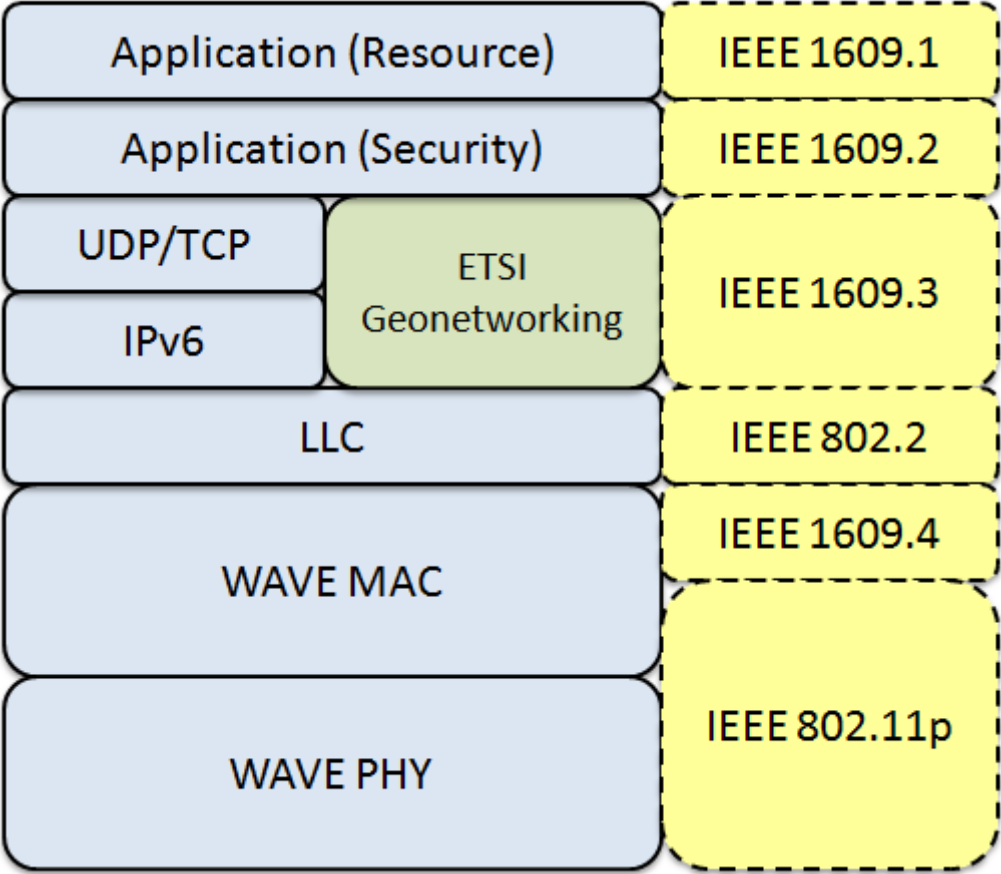 Application (Resource)
IEEE 1609.1
Application (Security)
IEEE 1609.2
UDP/TCP
ETSI
Geonetworking
IEEE 1609.3
IPv6
LLC
IEEE 802.2
WAVE MAC
IEEE 1609.4
WAVE PHY
IEEE 802.11p